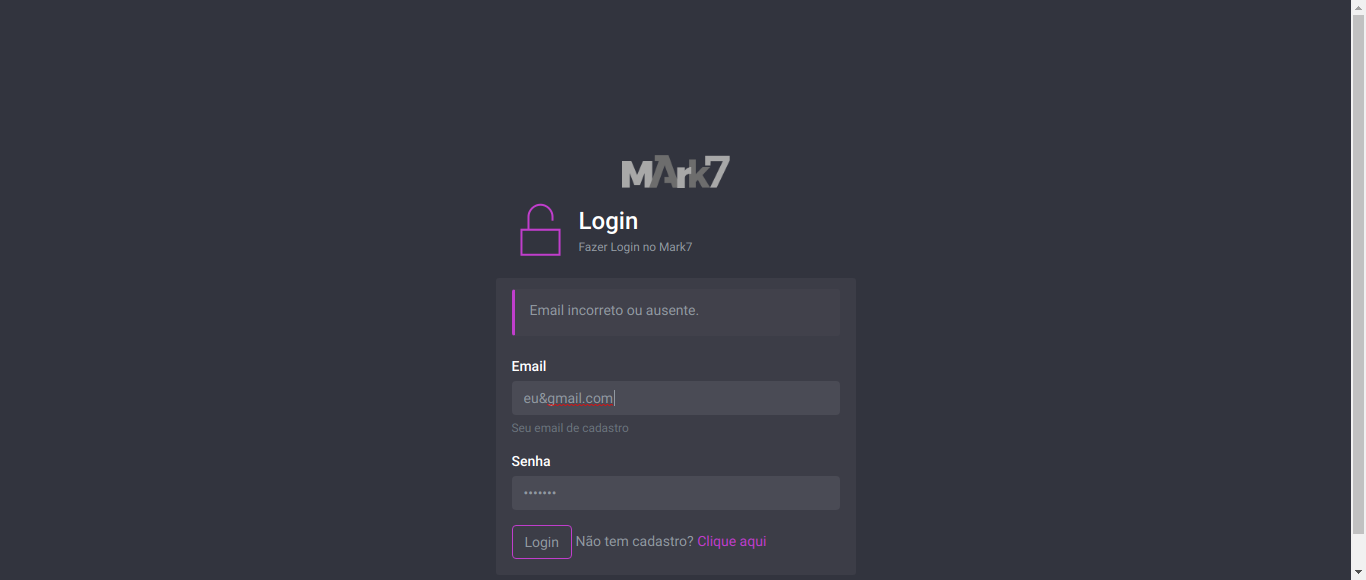 MArk7
Login
Fazer Login no Mark7
Email incorreto ou ausente.
Email
eu&gmail.com
Seu email de cadastro
Senha
•••••••
Login Não tem cadastro? Clique aqui